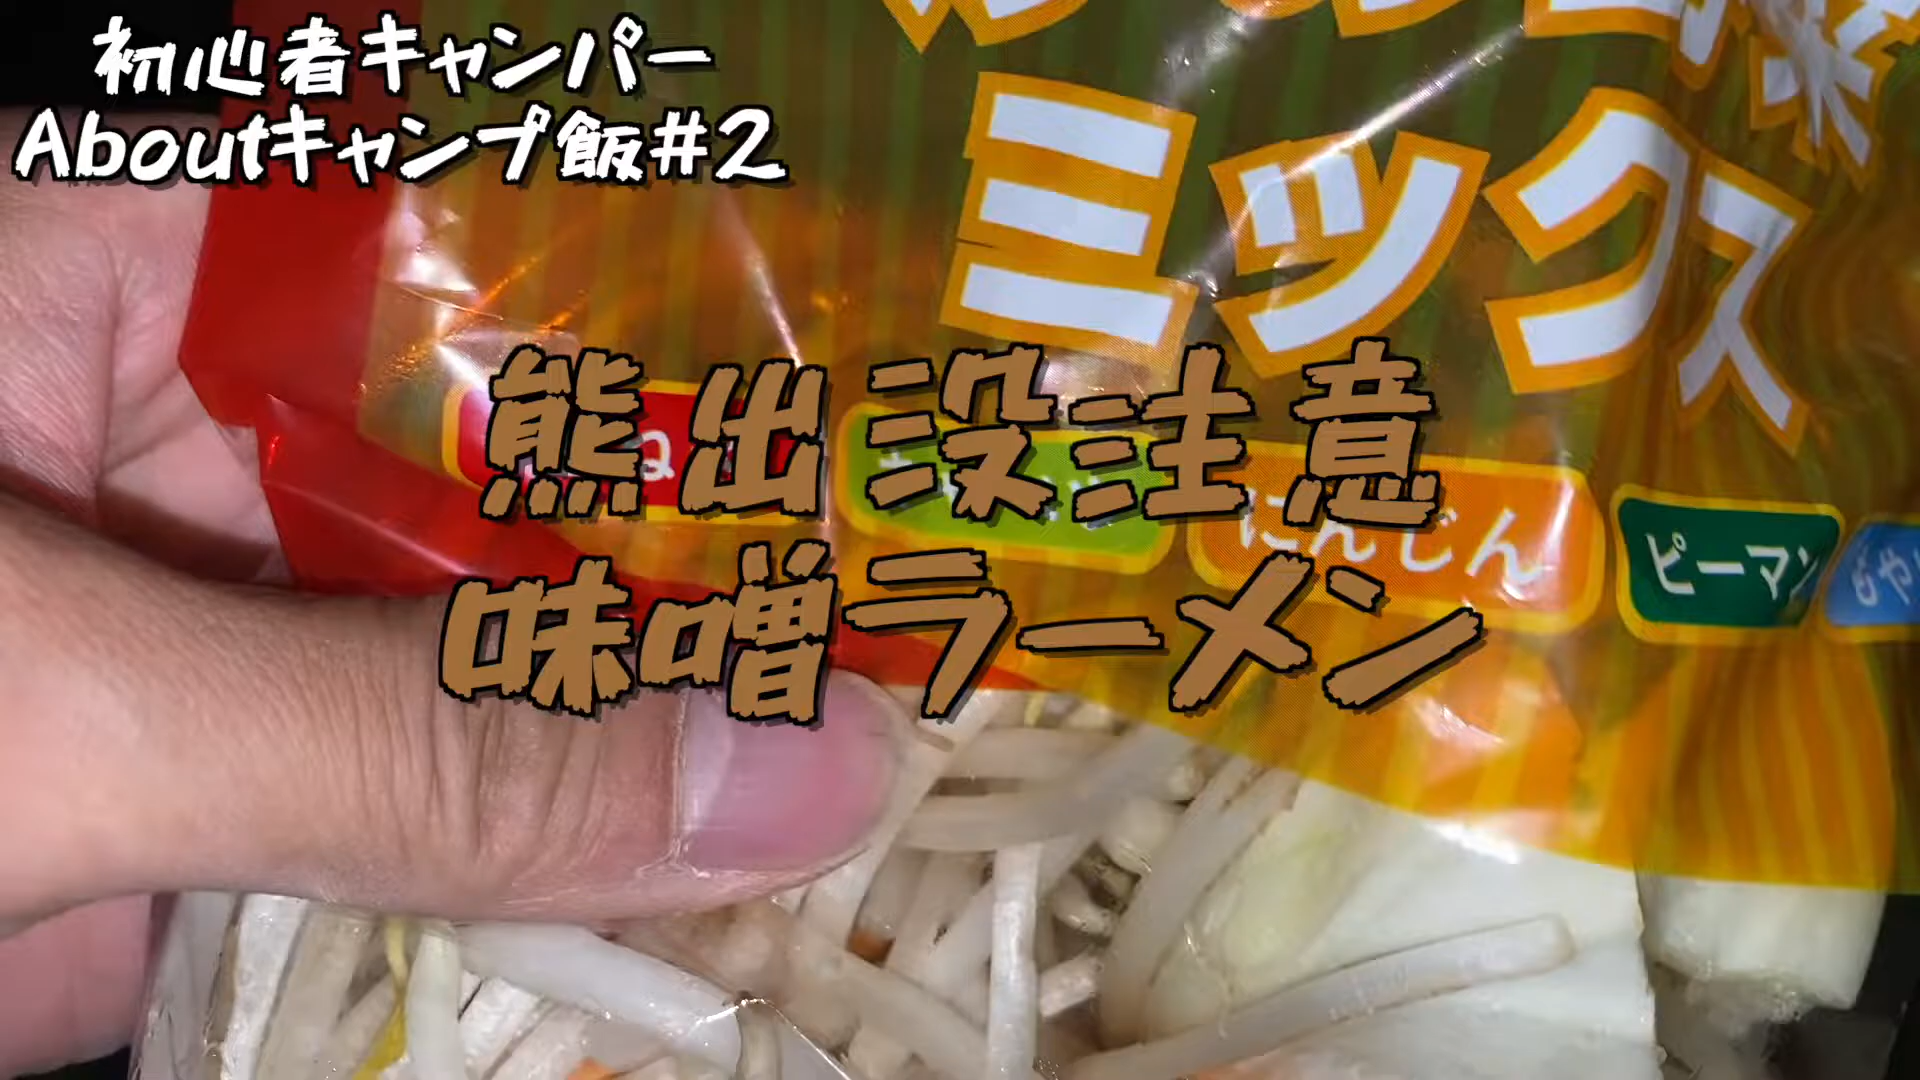 初心者キャンパー
Aboutキャンプ飯#2
ミックス
熊出没注意
にんじん
ピーマン
味噌ラーメン